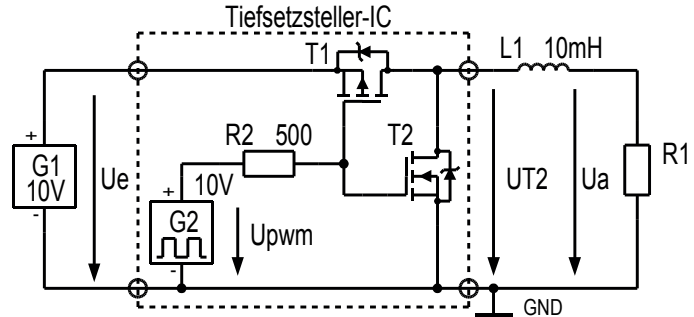 Tiefsetzsteller-IC
T1
L1 10mH
R2 500
T2
R1
+
G1
10V
-
Ue
+
10V
G2
-
Upwm
UT2
Ua
GND